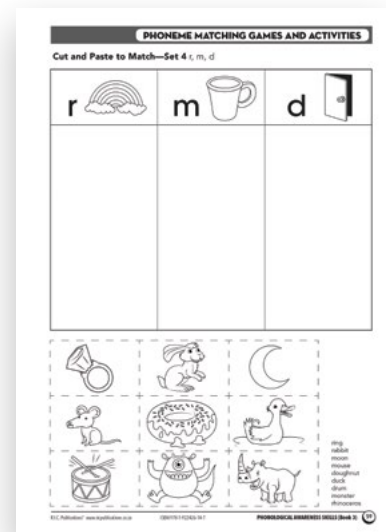 PHONEME MATCHING GAMES AND ACTIVITIES
Cut and Paste to Match—Set 4 r, m, d
r m d
ring
rabbit
moon
mouse
doughnut
duck
drum
monster
rhinoceros
PHONOLOGICAL AWARENESS SKILLS (Book 3) 59